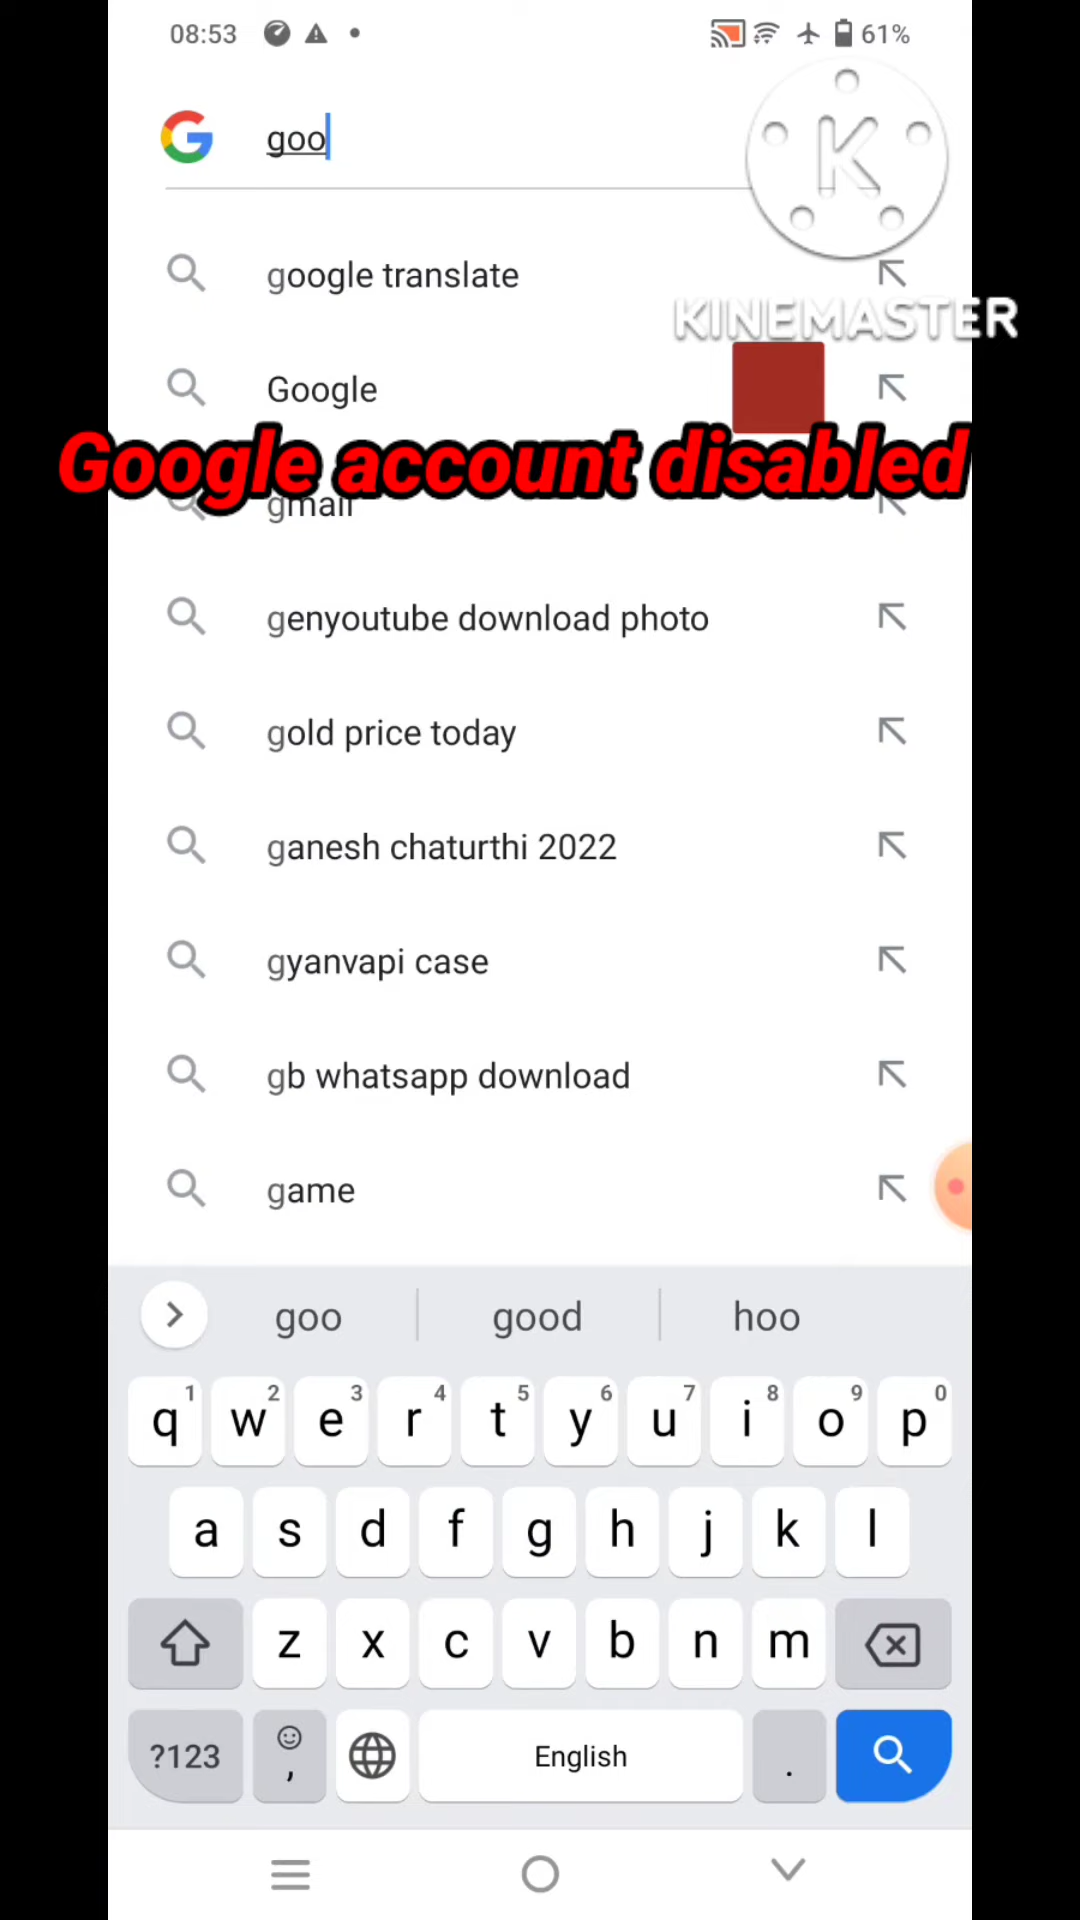 08:53 61%
goo
K
google translate
KINEMASTER
Google
Google account disabled
gmail
genyoutube download photo
gold price today
ganesh chaturthi 2022
gyanvapi case
gb whatsapp download
game
goo good hoo
1 2 3 4 5 6 7 8 9 0
q w e r t y u i o p
a s d f g h j k l
z x c v b n m
?123 , English .